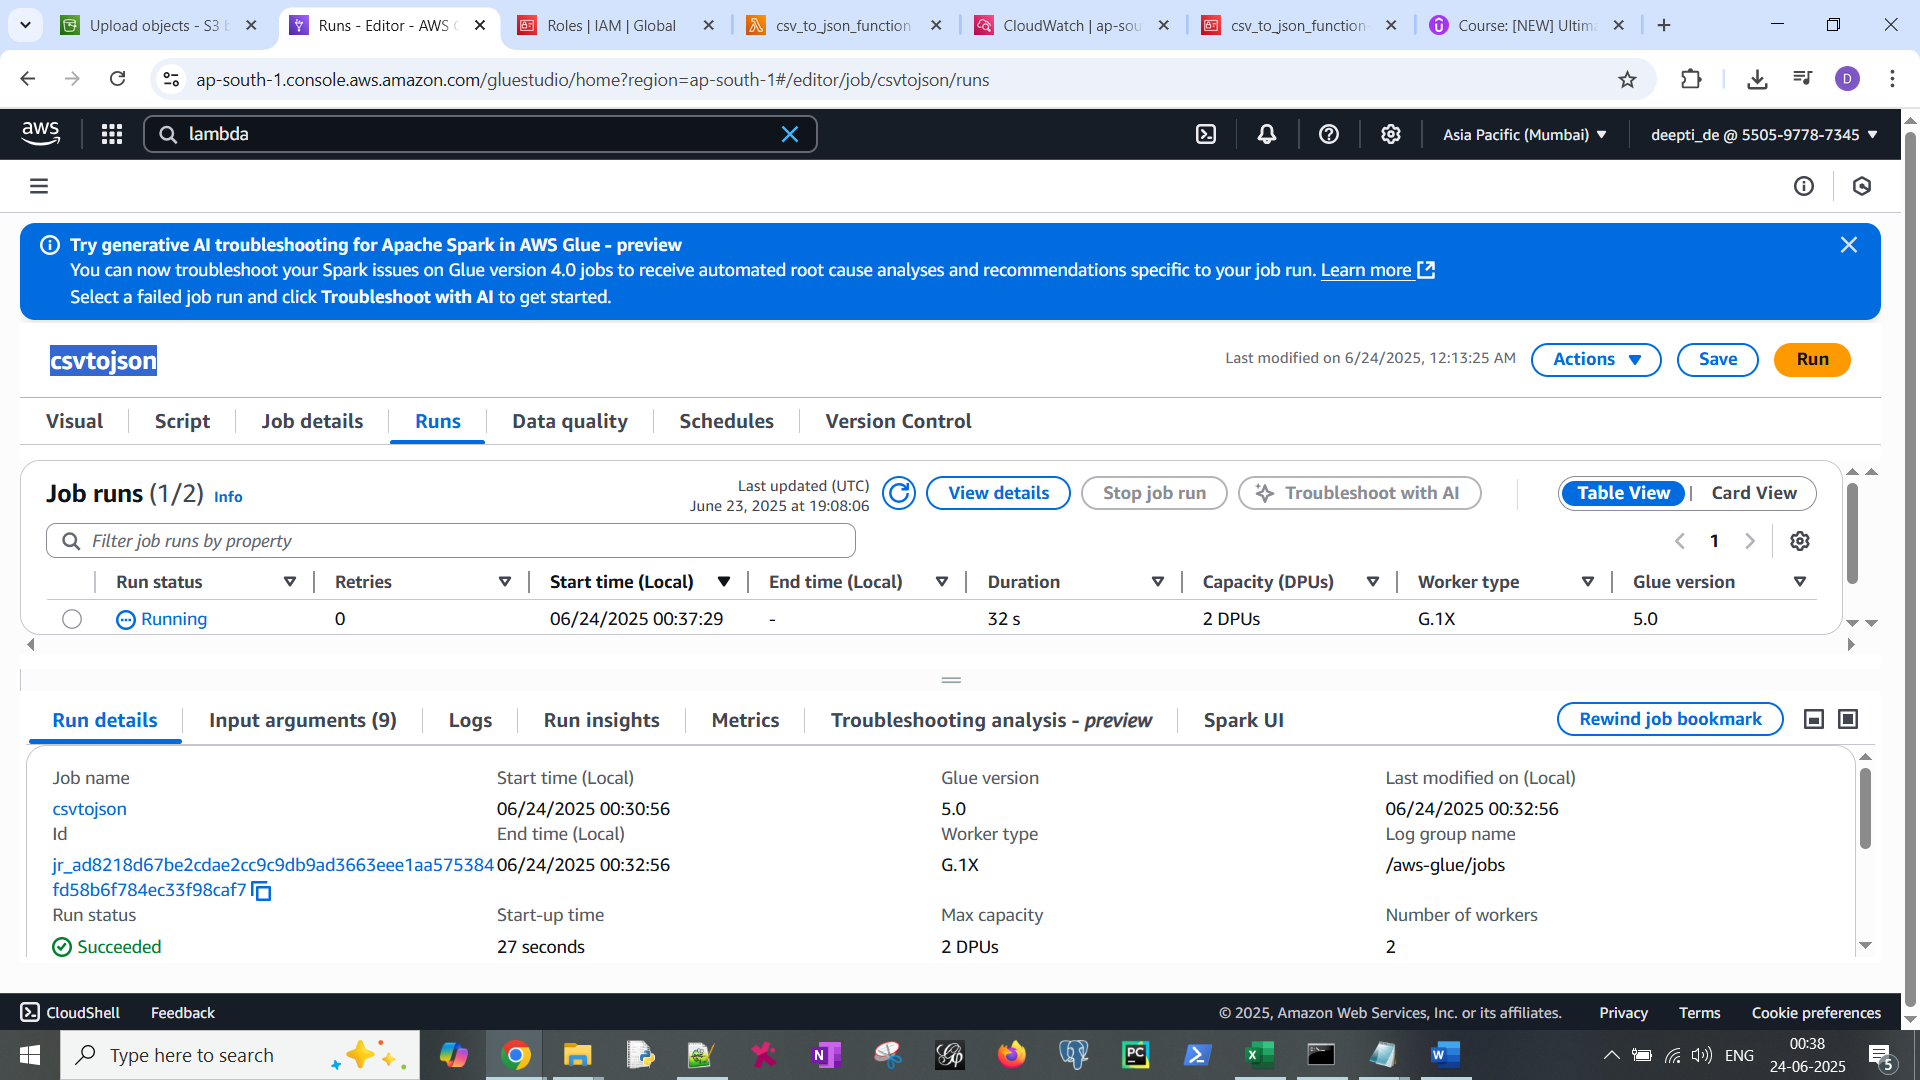 Upload objects - S3 b
Runs - Editor - AWS G
Roles | IAM | Global
csv_to_json_function
CloudWatch | ap-sou
csv_to_json_function-
Course: [NEW] Ultima
ap-south-1.console.aws.amazon.com/gluestudio/home?region=ap-south-1#/editor/job/csvtojson/runs
D
aws
lambda
Asia Pacific (Mumbai)
deepti_de @ 5505-9778-7345
Try generative AI troubleshooting for Apache Spark in AWS Glue - preview
You can now troubleshoot your Spark issues on Glue version 4.0 jobs to receive automated root cause analyses and recommendations specific to your job run. Learn more
Select a failed job run and click Troubleshoot with AI to get started.
csvtojson
Last modified on 6/24/2025, 12:13:25 AM
Actions
Save
Run
Visual
Script
Job details
Runs
Data quality
Schedules
Version Control
Job runs (1/2) Info
Last updated (UTC)
June 23, 2025 at 19:08:06
View details
Stop job run
Troubleshoot with AI
Table View
Card View
Filter job runs by property
1
Run status
Retries
Start time (Local)
End time (Local)
Duration
Capacity (DPUs)
Worker type
Glue version
Running
0
06/24/2025 00:37:29
-
32 s
2 DPUs
G.1X
5.0
Run details
Input arguments (9)
Logs
Run insights
Metrics
Troubleshooting analysis - preview
Spark UI
Rewind job bookmark
Job name
csvtojson
Id
jr_ad8218d67be2cdae2cc9c9db9ad3663eee1aa575384
fd58b6f784ec33f98caf7
Run status
Succeeded
Start time (Local)
06/24/2025 00:30:56
End time (Local)
06/24/2025 00:32:56
Start-up time
27 seconds
Glue version
5.0
Worker type
G.1X
Max capacity
2 DPUs
Last modified on (Local)
06/24/2025 00:32:56
Log group name
/aws-glue/jobs
Number of workers
2
CloudShell
Feedback
© 2025, Amazon Web Services, Inc. or its affiliates.
Privacy
Terms
Cookie preferences
Type here to search
ENG
00:38
24-06-2025
5